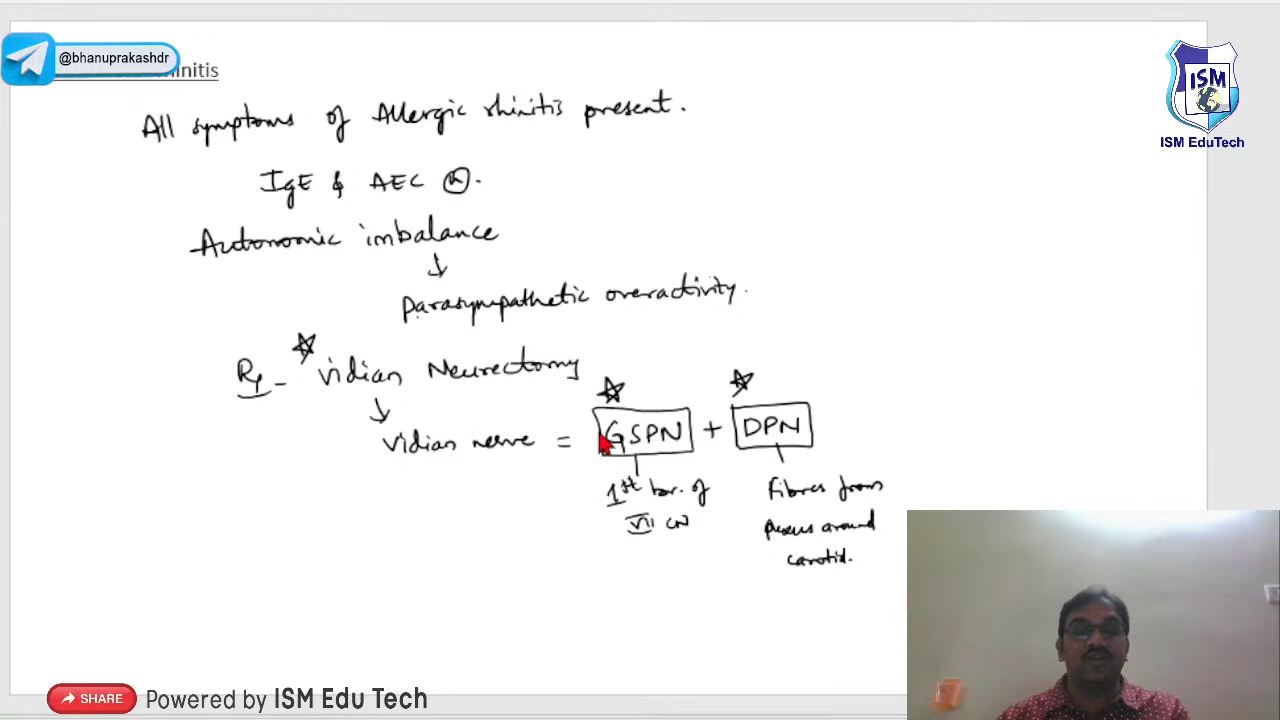 @bhanuprakashdr
initis
All symptoms of Allergic rhinitis present.
IgE & AEC (N).
Autonomic imbalance
↓
Parasympathetic overactivity.
Rx - ☆ Vidian Neurectomy
↓
Vidian nerve = ☆ GSPN + ☆ DPN
1st br. of
VII CN
Fibres from
plexus around
carotid.
ISM
ISM EduTech
SHARE
Powered by ISM Edu Tech